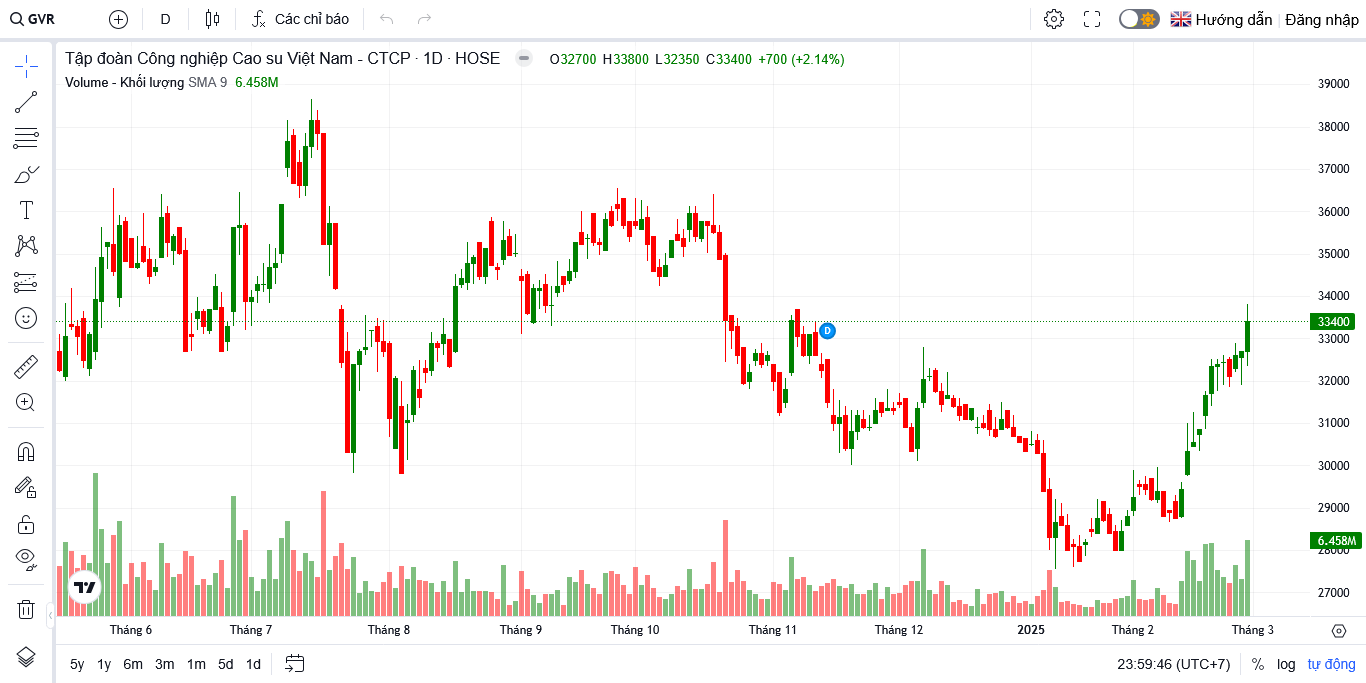 GVR D Các chỉ báo Hướng dẫn Đăng nhập
Tập đoàn Công nghiệp Cao su Việt Nam - CTCP · 1D · HOSE O32700 H33800 L32350 C33400 +700 (+2.14%)
Volume - Khối lượng SMA 9 6.458M
39000
38000
37000
36000
35000
34000
33400
33000
32000
31000
30000
29000
6.458M
28000
27000
D
Tháng 6 Tháng 7 Tháng 8 Tháng 9 Tháng 10 Tháng 11 Tháng 12 2025 Tháng 2 Tháng 3
5y 1y 6m 3m 1m 5d 1d 23:59:46 (UTC+7) % log tự động